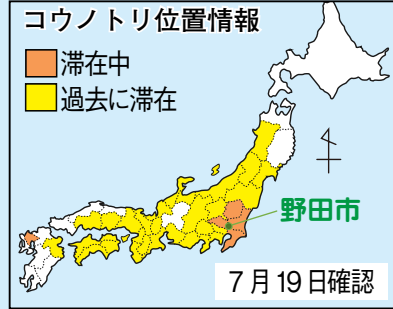 コウノトリ位置情報
滞在中
過去に滞在
野田市
7月19日確認